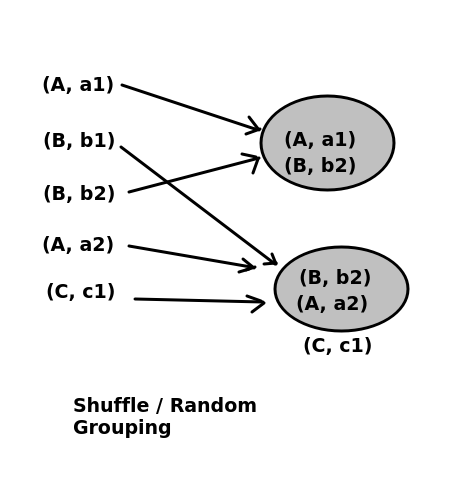 (A, a1)
(B, b1)
(B, b2)
(A, a2)
(C, c1)
(A, a1)
(B, b2)
(B, b2)
(A, a2)
(C, c1)
Shuffle / Random
Grouping